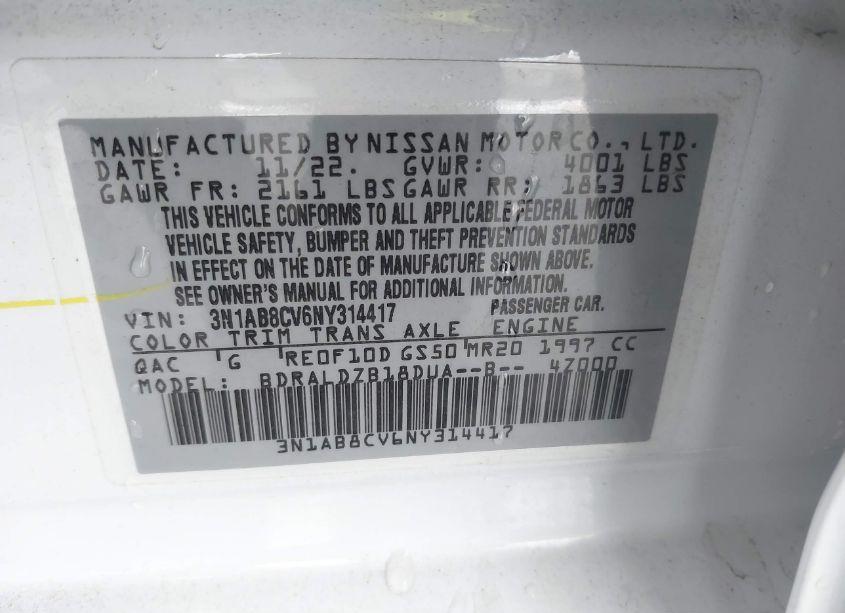 MANUFACTURED BY NISSAN MOTOR CO., LTD.
DATE: 11/22. GVWR: 4001 LBS
GAWR FR: 2161 LBS GAWR RR: 1863 LBS
THIS VEHICLE CONFORMS TO ALL APPLICABLE FEDERAL MOTOR
VEHICLE SAFETY, BUMPER AND THEFT PREVENTION STANDARDS
IN EFFECT ON THE DATE OF MANUFACTURE SHOWN ABOVE.
SEE OWNER'S MANUAL FOR ADDITIONAL INFORMATION.
VIN: 3N1AB8CV6NY314417 PASSENGER CAR.
COLOR TRIM TRANS AXLE ENGINE
QAC G RE0F10D GS50 MR20 1997 CC
MODEL: BDRALDZB18DUA--B-- 4Z000
3N1AB8CV6NY314417